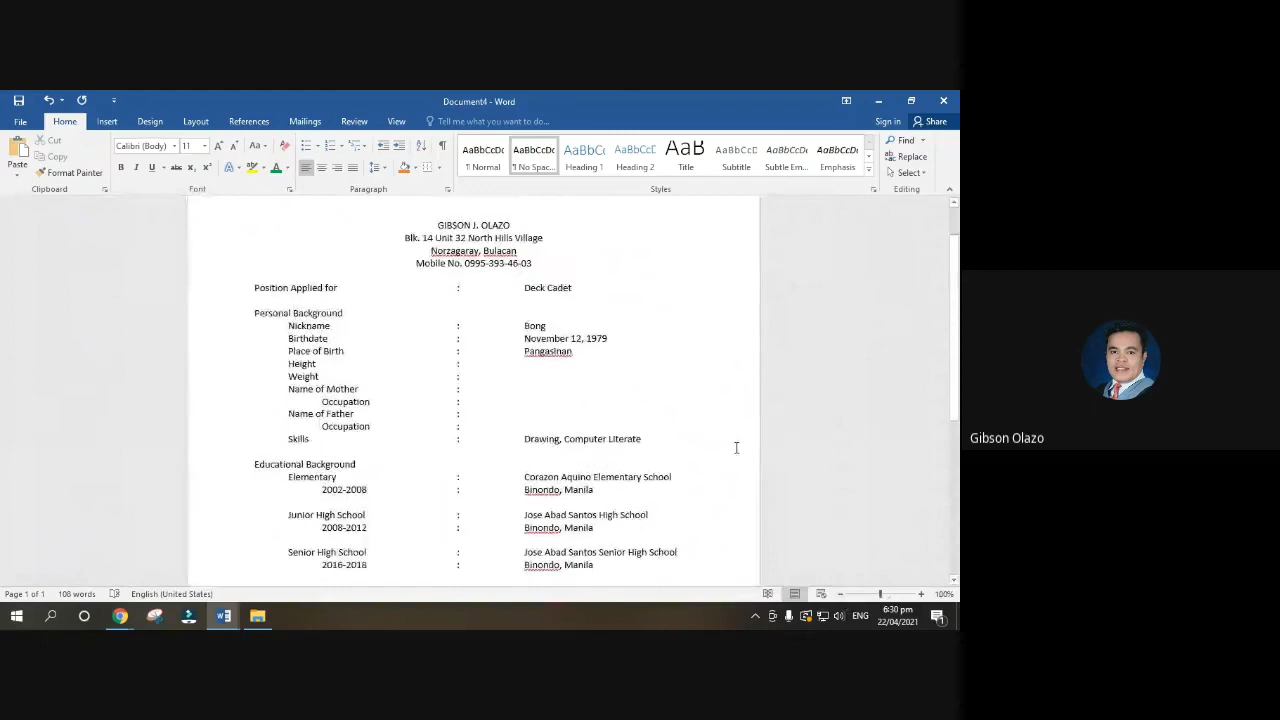 Document4 - Word
File Home Insert Design Layout References Mailings Review View Tell me what you want to do... Sign in Share
Paste
Cut
Copy
Format Painter
Clipboard
Calibri (Body) 11
Font
Paragraph
AaBbCcDc AaBbCcDc AaBbCc AaBbCcD AaB AaBbCcD AaBbCcDc AaBbCcDc
¶ Normal ¶ No Spac... Heading 1 Heading 2 Title Subtitle Subtle Em... Emphasis
Styles
Find
Replace
Select
Editing
GIBSON J. OLAZO
Blk. 14 Unit 32 North Hills Village
Norzagaray, Bulacan
Mobile No. 0995-393-46-03
Position Applied for : Deck Cadet
Personal Background
Nickname : Bong
Birthdate : November 12, 1979
Place of Birth : Pangasinan
Height :
Weight :
Name of Mother :
Occupation :
Name of Father :
Occupation :
Skills : Drawing, Computer Literate
Educational Background
Elementary : Corazon Aquino Elementary School
2002-2008 : Binondo, Manila
Junior High School : Jose Abad Santos High School
2008-2012 : Binondo, Manila
Senior High School : Jose Abad Santos Senior High School
2016-2018 : Binondo, Manila
Page 1 of 1 108 words English (United States) 100%
ENG
6:30 pm
22/04/2021
Gibson Olazo